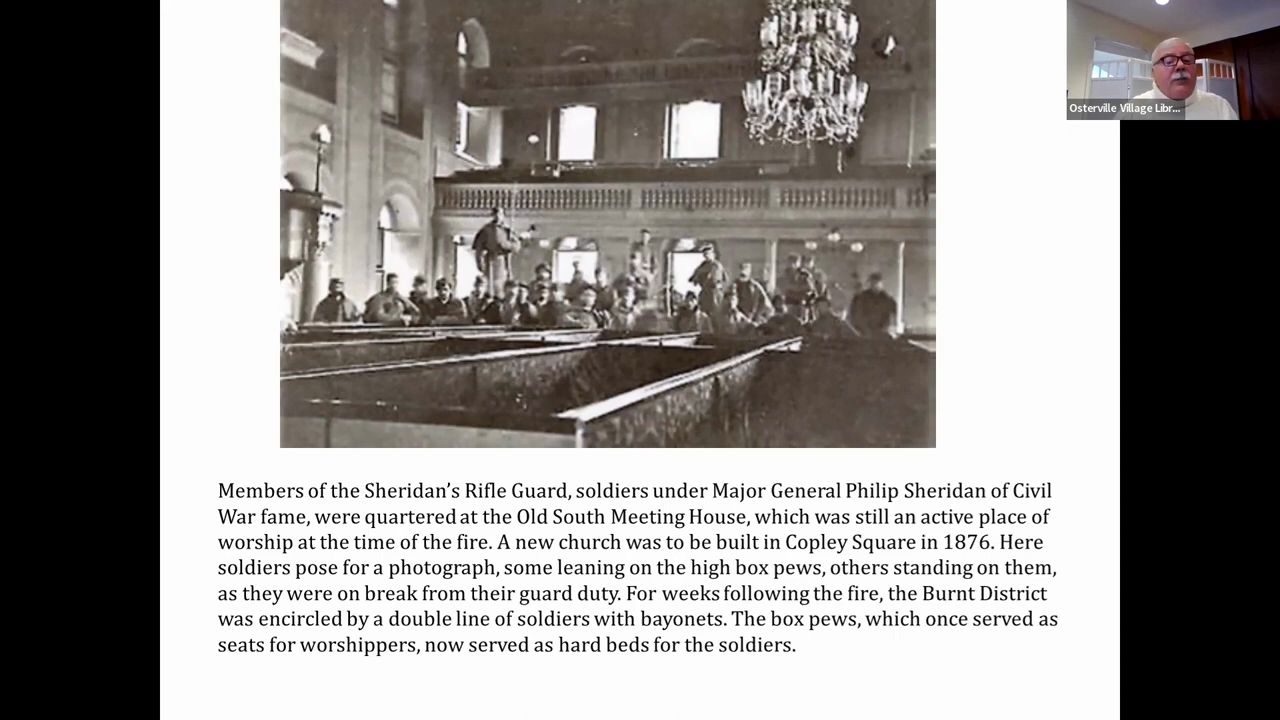 Osterville Village Libr...
Members of the Sheridan's Rifle Guard, soldiers under Major General Philip Sheridan of Civil
War fame, were quartered at the Old South Meeting House, which was still an active place of
worship at the time of the fire. A new church was to be built in Copley Square in 1876. Here
soldiers pose for a photograph, some leaning on the high box pews, others standing on them,
as they were on break from their guard duty. For weeks following the fire, the Burnt District
was encircled by a double line of soldiers with bayonets. The box pews, which once served as
seats for worshippers, now served as hard beds for the soldiers.